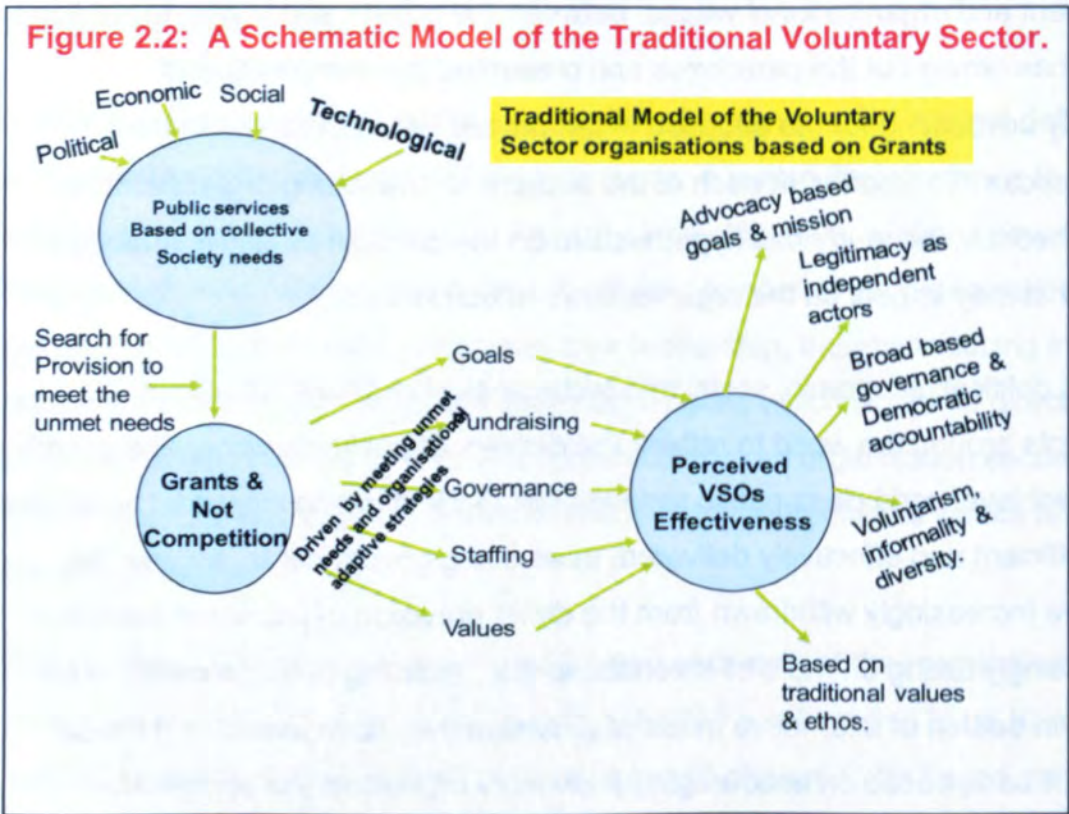 Figure 2.2: A Schematic Model of the Traditional Voluntary Sector.
Economic
Social
Technological
Political
Traditional Model of the Voluntary
Sector organisations based on Grants
Public services
Based on collective
Society needs
Advocacy based
goals & mission
Legitimacy as
independent
actors
Search for
Provision to
meet the
unmet needs
Broad based
governance &
Democratic
accountability
Grants &
Not
Competition
Driven by meeting unmet
needs and organisational
adaptive strategies
Goals
undraising
Governance
Staffing
Values
Perceived
VSOs
Effectiveness
Voluntarism,
informality &
diversity.
Based on
traditional values
& ethos.